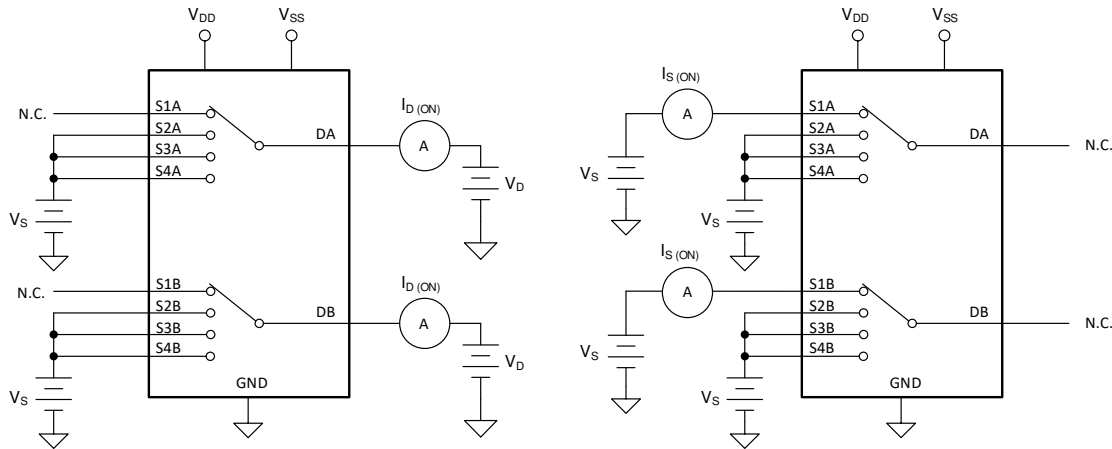 VDD VSS
N.C. S1A
S2A
S3A
S4A
DA
ID (ON)
A
VS
VD
N.C. S1B
S2B
S3B
S4B
DB
ID (ON)
A
VS
VD
GND
VDD VSS
IS (ON)
A
S1A
S2A
S3A
S4A
DA
N.C.
VS
VS
IS (ON)
A
S1B
S2B
S3B
S4B
DB
N.C.
VS
VS
GND